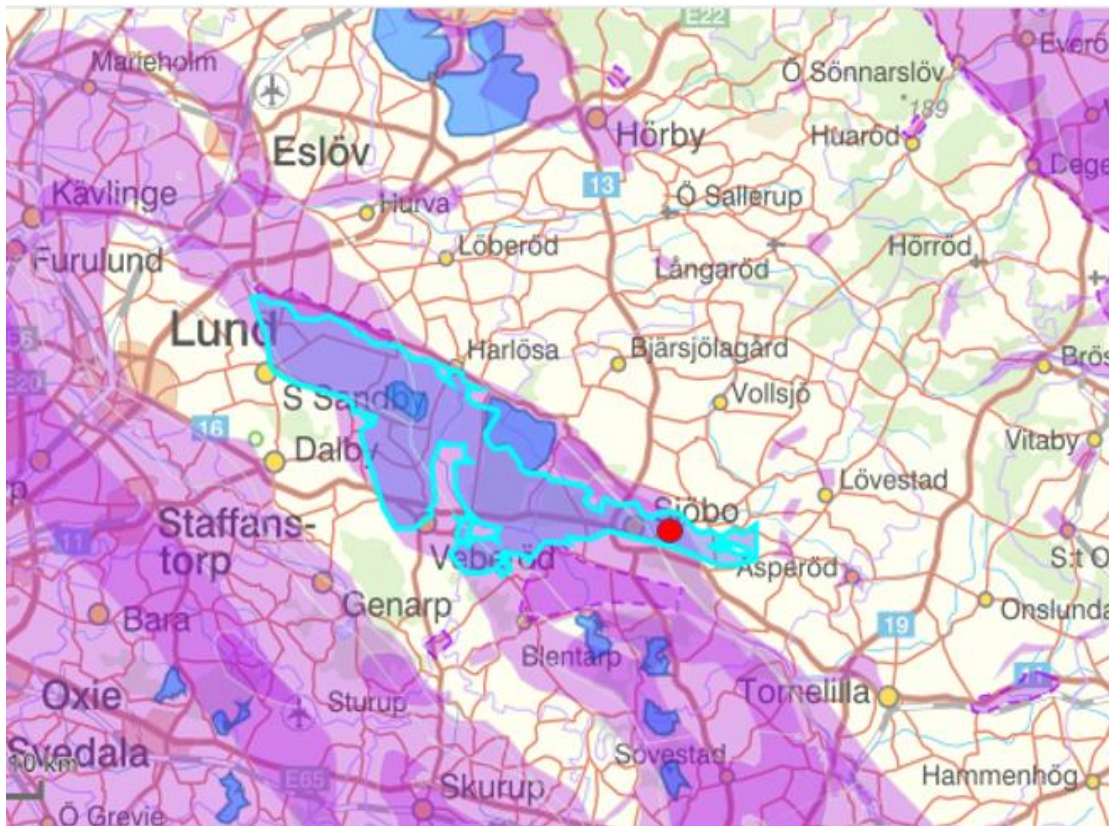 E22
Everö
Marieholm
Ö Sönnarslöv
189
Hörby
Huaröd
Eslöv
Dege
13
Kävlinge
Ö Sallerup
Hurva
Hörröd
Löberöd
Furulund
Långaröd
Lund
Harlösa
Bjärsjölagård
Brös
E20
Vollsjö
S Sandby
16
Vitaby
Dalby
Lövestad
Sjöbo
Staffans-
torp
11
Veberöd
S:t O
Äsperöd
Genarp
Onslunda
Bara
19
Blentarp
Tomelilla
Oxie
Sturup
Svedala
Sövestad
10 km
E65
Hammenhög
Skurup
Ö Grevie